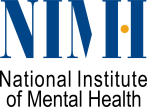 NIMH
National Institute
of Mental Health